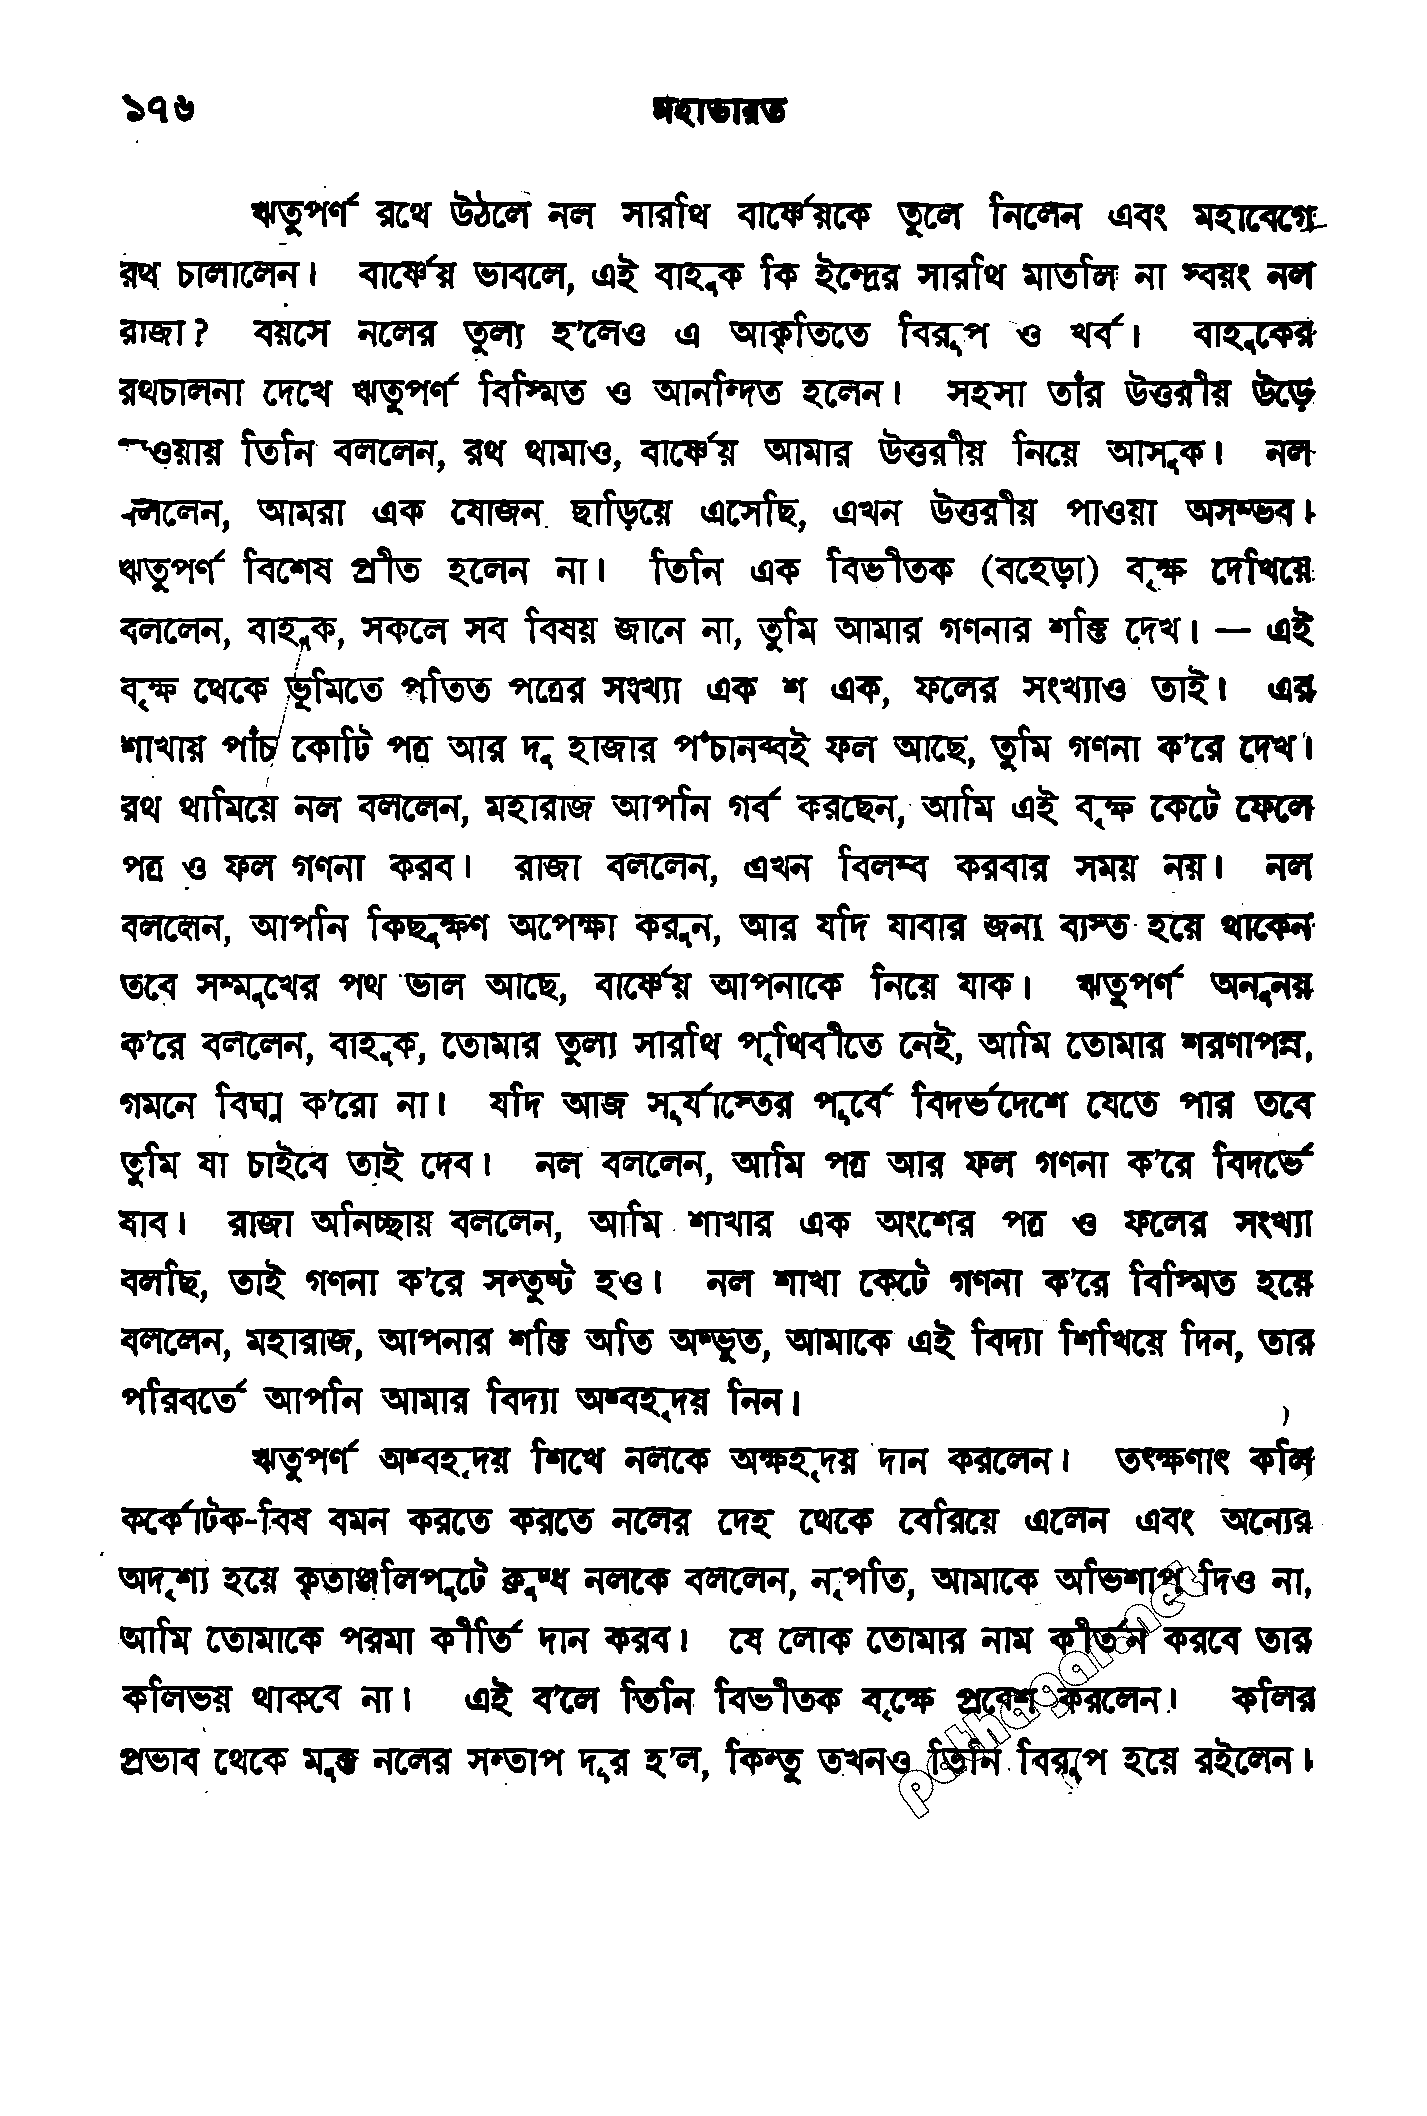 ১৭৬ মহাভারত
ঋতুপর্ণ রথে উঠলে নল সারথি বার্ষ্ণেয়কে তুলে নিলেন এবং মহাবেগে
রথ চালালেন। বার্ষ্ণেয় ভাবলে, এই বাহুক কি ইন্দ্রের সারথি মাতলি না স্বয়ং নল
রাজা? বয়সে নলের তুল্য হ'লেও এ আকৃতিতে বিরূপ ও খর্ব। বাহুকের
রথচালনা দেখে ঋতুপর্ণ বিস্মিত ও আনন্দিত হলেন। সহসা তাঁর উত্তরীয় উড়ে
যাওয়ায় তিনি বললেন, রথ থামাও, বার্ষ্ণেয় আমার উত্তরীয় নিয়ে আসুক। নল
বললেন, আমরা এক যোজন ছাড়িয়ে এসেছি, এখন উত্তরীয় পাওয়া অসম্ভব।
ঋতুপর্ণ বিশেষ প্রীত হলেন না। তিনি এক বিভীতক (বহেড়া) বৃক্ষ দেখিয়ে
বললেন, বাহুক, সকলে সব বিষয় জানে না, তুমি আমার গণনার শক্তি দেখ। — এই
বৃক্ষ থেকে ভূমিতে পতিত পত্রের সংখ্যা এক শ এক, ফলের সংখ্যাও তাই। এর
শাখায় পাঁচ কোটি পত্র আর দু হাজার পঁচানব্বই ফল আছে, তুমি গণনা ক'রে দেখ।
রথ থামিয়ে নল বললেন, মহারাজ আপনি গর্ব করছেন, আমি এই বৃক্ষ কেটে ফেলে
পত্র ও ফল গণনা করব। রাজা বললেন, এখন বিলম্ব করবার সময় নয়। নল
বললেন, আপনি কিছুক্ষণ অপেক্ষা করুন, আর যদি যাবার জন্য ব্যস্ত হয়ে থাকেন
তবে সম্মুখের পথ ভাল আছে, বার্ষ্ণেয় আপনাকে নিয়ে যাক। ঋতুপর্ণ অনুনয়
ক'রে বললেন, বাহুক, তোমার তুল্য সারথি পৃথিবীতে নেই, আমি তোমার শরণাপন্ন,
গমনে বিঘ্ন ক'রো না। যদি আজ সূর্যাস্তের পূর্বে বিদর্ভদেশে যেতে পার তবে
তুমি যা চাইবে তাই দেব। নল বললেন, আমি পত্র আর ফল গণনা ক'রে বিদর্ভে
যাব। রাজা অনিচ্ছায় বললেন, আমি শাখার এক অংশের পত্র ও ফলের সংখ্যা
বলছি, তাই গণনা ক'রে সন্তুষ্ট হও। নল শাখা কেটে গণনা ক'রে বিস্মিত হয়ে
বললেন, মহারাজ, আপনার শক্তি অতি অদ্ভুত, আমাকে এই বিদ্যা শিখিয়ে দিন, তার
পরিবর্তে আপনি আমার বিদ্যা অশ্বহৃদয় নিন।
ঋতুপর্ণ অশ্বহৃদয় শিখে নলকে অক্ষহৃদয় দান করলেন। তৎক্ষণাৎ কলি
কর্কোটক-বিষ বমন করতে করতে নলের দেহ থেকে বেরিয়ে এলেন এবং অন্যের
অদৃশ্য হয়ে কৃতাঞ্জলিপুটে ক্রুদ্ধ নলকে বললেন, নৃপতি, আমাকে অভিশাপ দিও না,
আমি তোমাকে পরমা কীর্তি দান করব। যে লোক তোমার নাম কীর্তন করবে তার
কলিভয় থাকবে না। এই ব'লে তিনি বিভীতক বৃক্ষে প্রবেশ করলেন। কলির
প্রভাব থেকে মুক্ত নলের সন্তাপ দূর হ'ল, কিন্তু তখনও তিনি বিরূপ হয়ে রইলেন।
pathagar.net